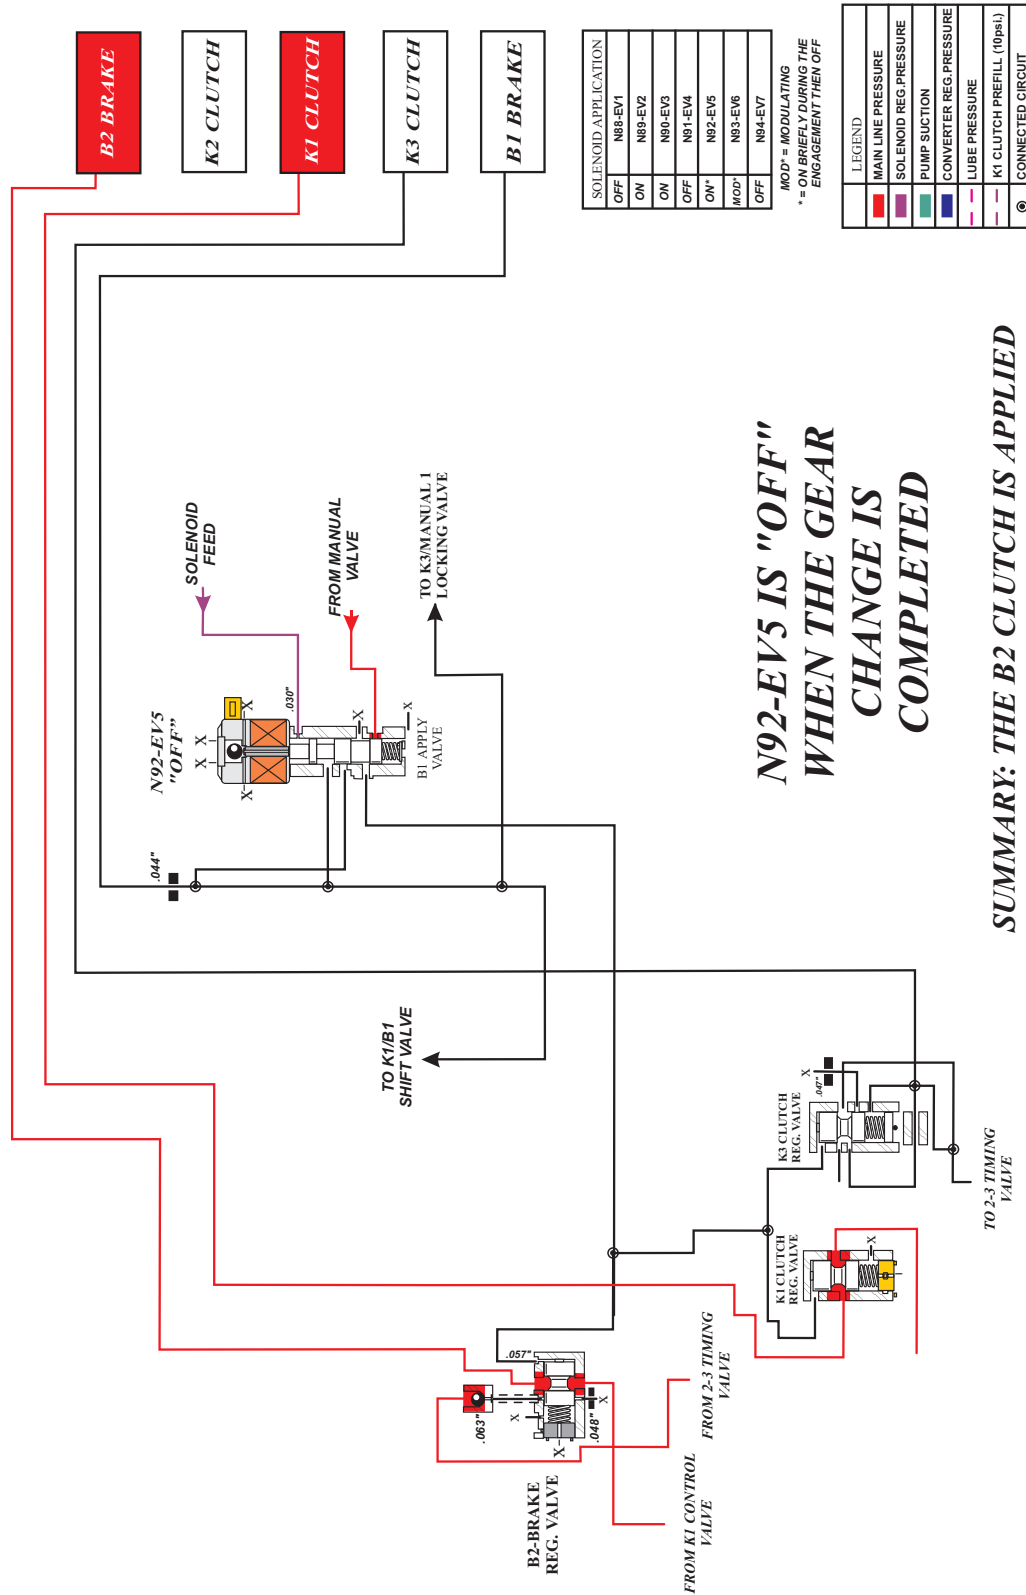 B2 BRAKE
K2 CLUTCH
K1 CLUTCH
K3 CLUTCH
B1 BRAKE
SOLENOID APPLICATION
OFF N88-EV1
ON N89-EV2
ON N90-EV3
OFF N91-EV4
ON* N92-EV5
MOD* N93-EV6
OFF N94-EV7
MOD* = MODULATING
* = ON BRIEFLY DURING THE
ENGAGEMENT THEN OFF
LEGEND
MAIN LINE PRESSURE
SOLENOID REG.PRESSURE
PUMP SUCTION
CONVERTER REG.PRESSURE
LUBE PRESSURE
K1 CLUTCH PREFILL (10psi.)
CONNECTED CIRCUIT
SOLENOID
FEED
FROM MANUAL
VALVE
TO K3/MANUAL 1
LOCKING VALVE
N92-EV5
"OFF"
X
X
X
X
.030"
X
X
B1 APPLY
VALVE
.044"
TO K1/B1
SHIFT VALVE
N92-EV5 IS "OFF"
WHEN THE GEAR
CHANGE IS
COMPLETED
SUMMARY: THE B2 CLUTCH IS APPLIED
K3 CLUTCH
REG. VALVE
X
.047"
TO 2-3 TIMING
VALVE
K1 CLUTCH
REG. VALVE
X
.057"
.063"
X
X
.048"
X
B2-BRAKE
REG. VALVE
FROM 2-3 TIMING
VALVE
FROM K1 CONTROL
VALVE